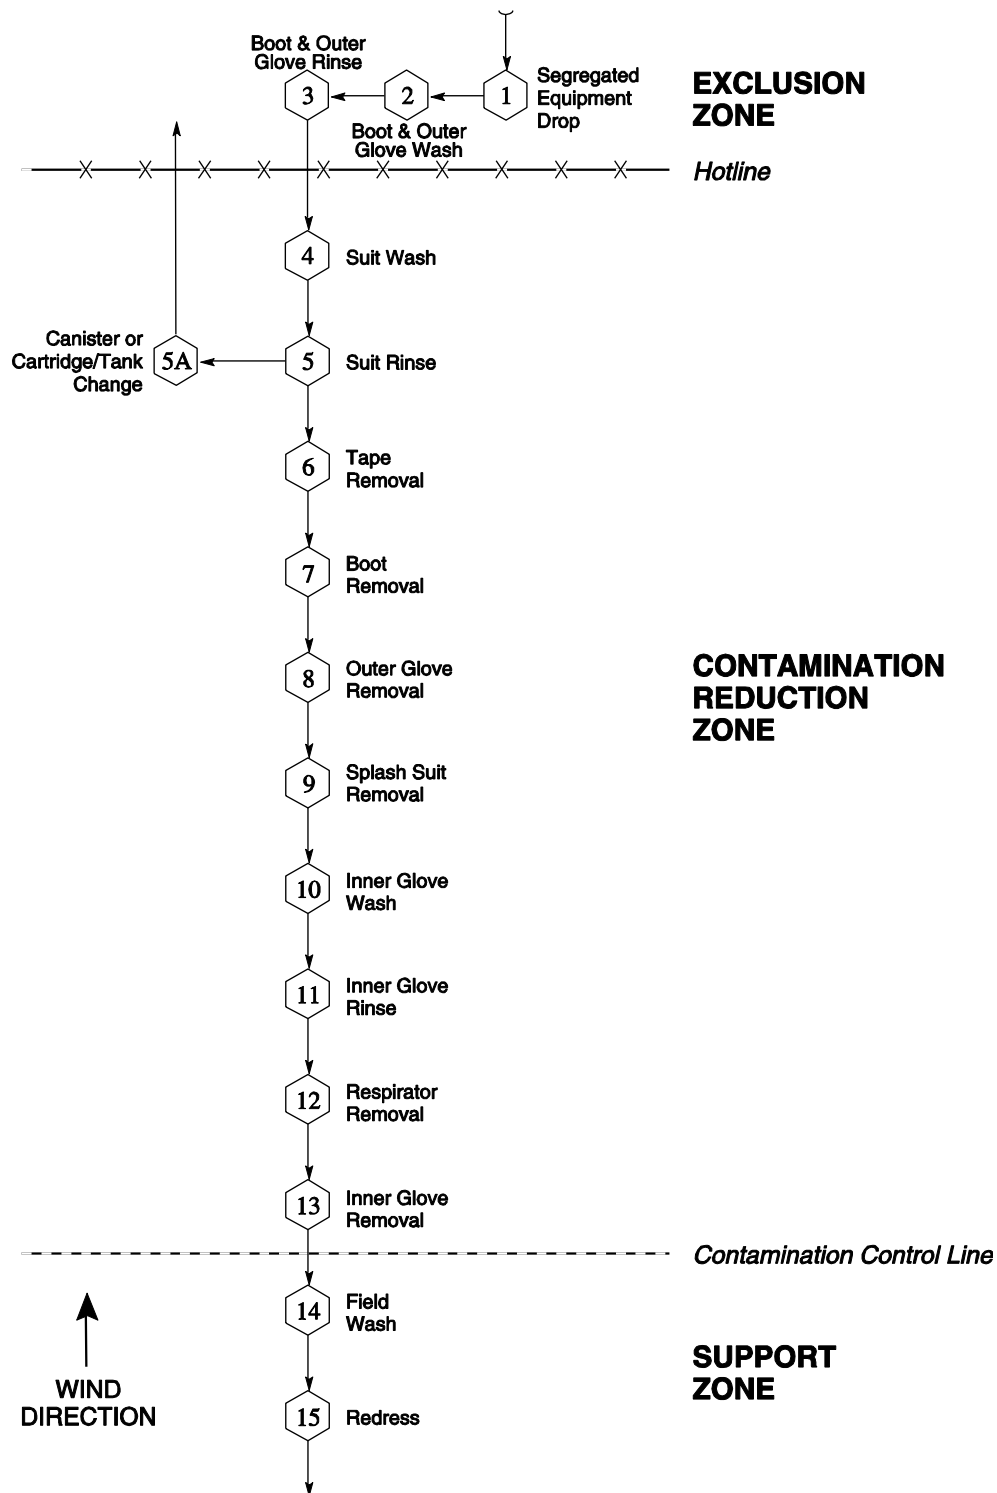 Boot & Outer
Glove Rinse
3
2
1
Segregated
Equipment
Drop
Boot & Outer
Glove Wash
EXCLUSION
ZONE
Hotline
4
Suit Wash
Canister or
Cartridge/Tank
Change
5A
5
Suit Rinse
6
Tape
Removal
7
Boot
Removal
8
Outer Glove
Removal
CONTAMINATION
REDUCTION
ZONE
9
Splash Suit
Removal
10
Inner Glove
Wash
11
Inner Glove
Rinse
12
Respirator
Removal
13
Inner Glove
Removal
Contamination Control Line
14
Field
Wash
WIND
DIRECTION
SUPPORT
ZONE
15
Redress